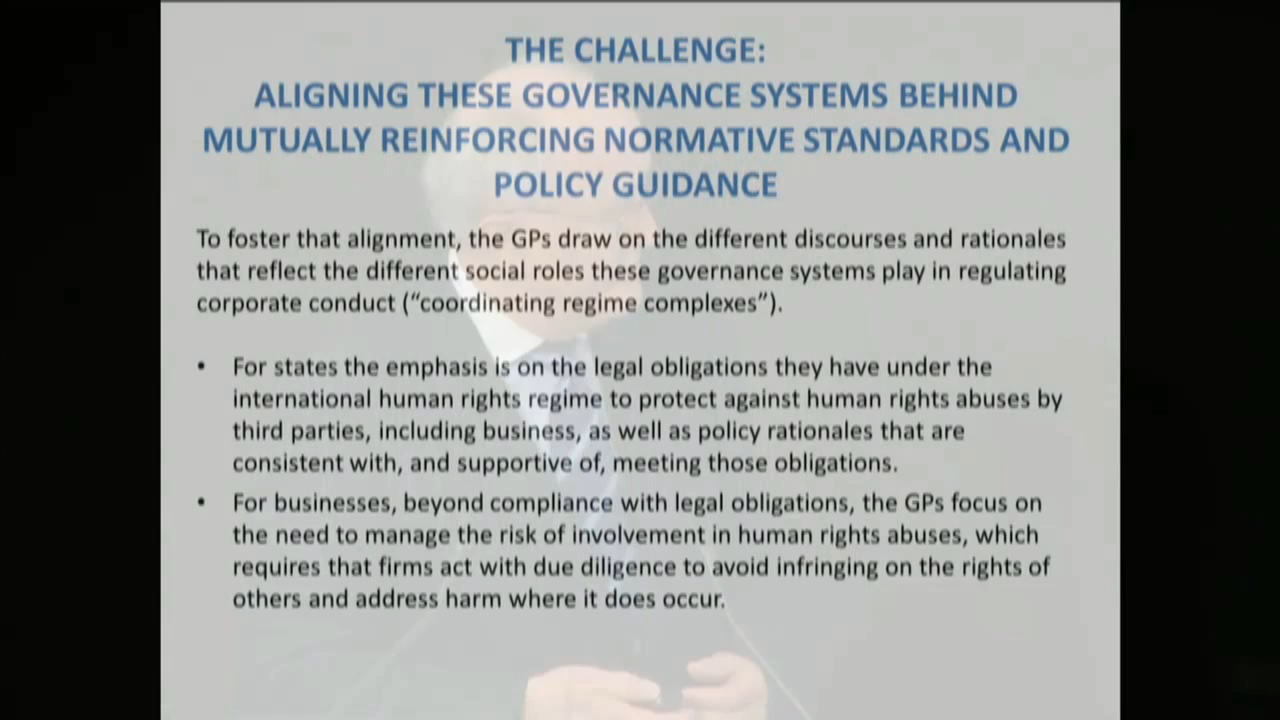 THE CHALLENGE:
ALIGNING THESE GOVERNANCE SYSTEMS BEHIND
MUTUALLY REINFORCING NORMATIVE STANDARDS AND
POLICY GUIDANCE
To foster that alignment, the GPs draw on the different discourses and rationales
that reflect the different social roles these governance systems play in regulating
corporate conduct (“coordinating regime complexes”).
• For states the emphasis is on the legal obligations they have under the
international human rights regime to protect against human rights abuses by
third parties, including business, as well as policy rationales that are
consistent with, and supportive of, meeting those obligations.
• For businesses, beyond compliance with legal obligations, the GPs focus on
the need to manage the risk of involvement in human rights abuses, which
requires that firms act with due diligence to avoid infringing on the rights of
others and address harm where it does occur.